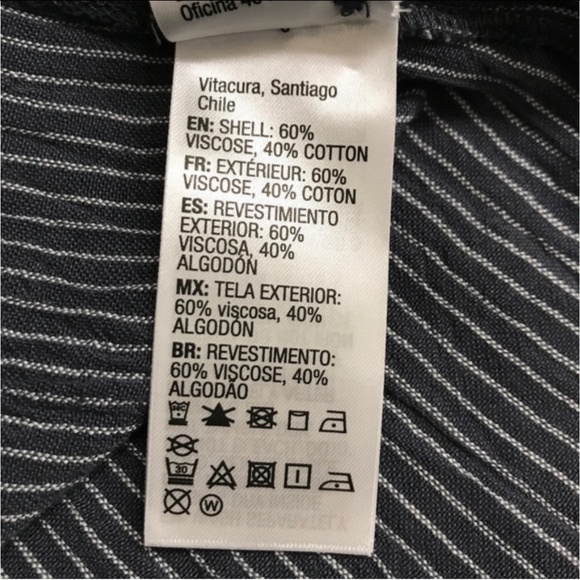 Oficina
Vitacura, Santiago
Chile
EN: SHELL: 60%
VISCOSE, 40% COTTON
FR: EXTÉRIEUR: 60%
VISCOSE, 40% COTON
ES: REVESTIMIENTO
EXTERIOR: 60%
VISCOSA, 40%
ALGODÓN
MX: TELA EXTERIOR:
60% viscosa, 40%
ALGODÓN
BR: REVESTIMENTO:
60% VISCOSE, 40%
ALGODÃO
30
W